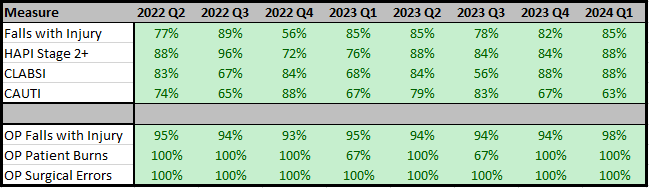 Measure 2022 Q2 2022 Q3 2022 Q4 2023 Q1 2023 Q2 2023 Q3 2023 Q4 2024 Q1
Falls with Injury 77% 89% 56% 85% 85% 78% 82% 85%
HAPI Stage 2+ 88% 96% 72% 76% 88% 84% 84% 88%
CLABSI 83% 67% 84% 68% 84% 56% 88% 88%
CAUTI 74% 65% 88% 67% 79% 83% 67% 63%
OP Falls with Injury 95% 94% 93% 95% 94% 94% 94% 98%
OP Patient Burns 100% 100% 100% 67% 100% 67% 100% 100%
OP Surgical Errors 100% 100% 100% 100% 100% 100% 100% 100%